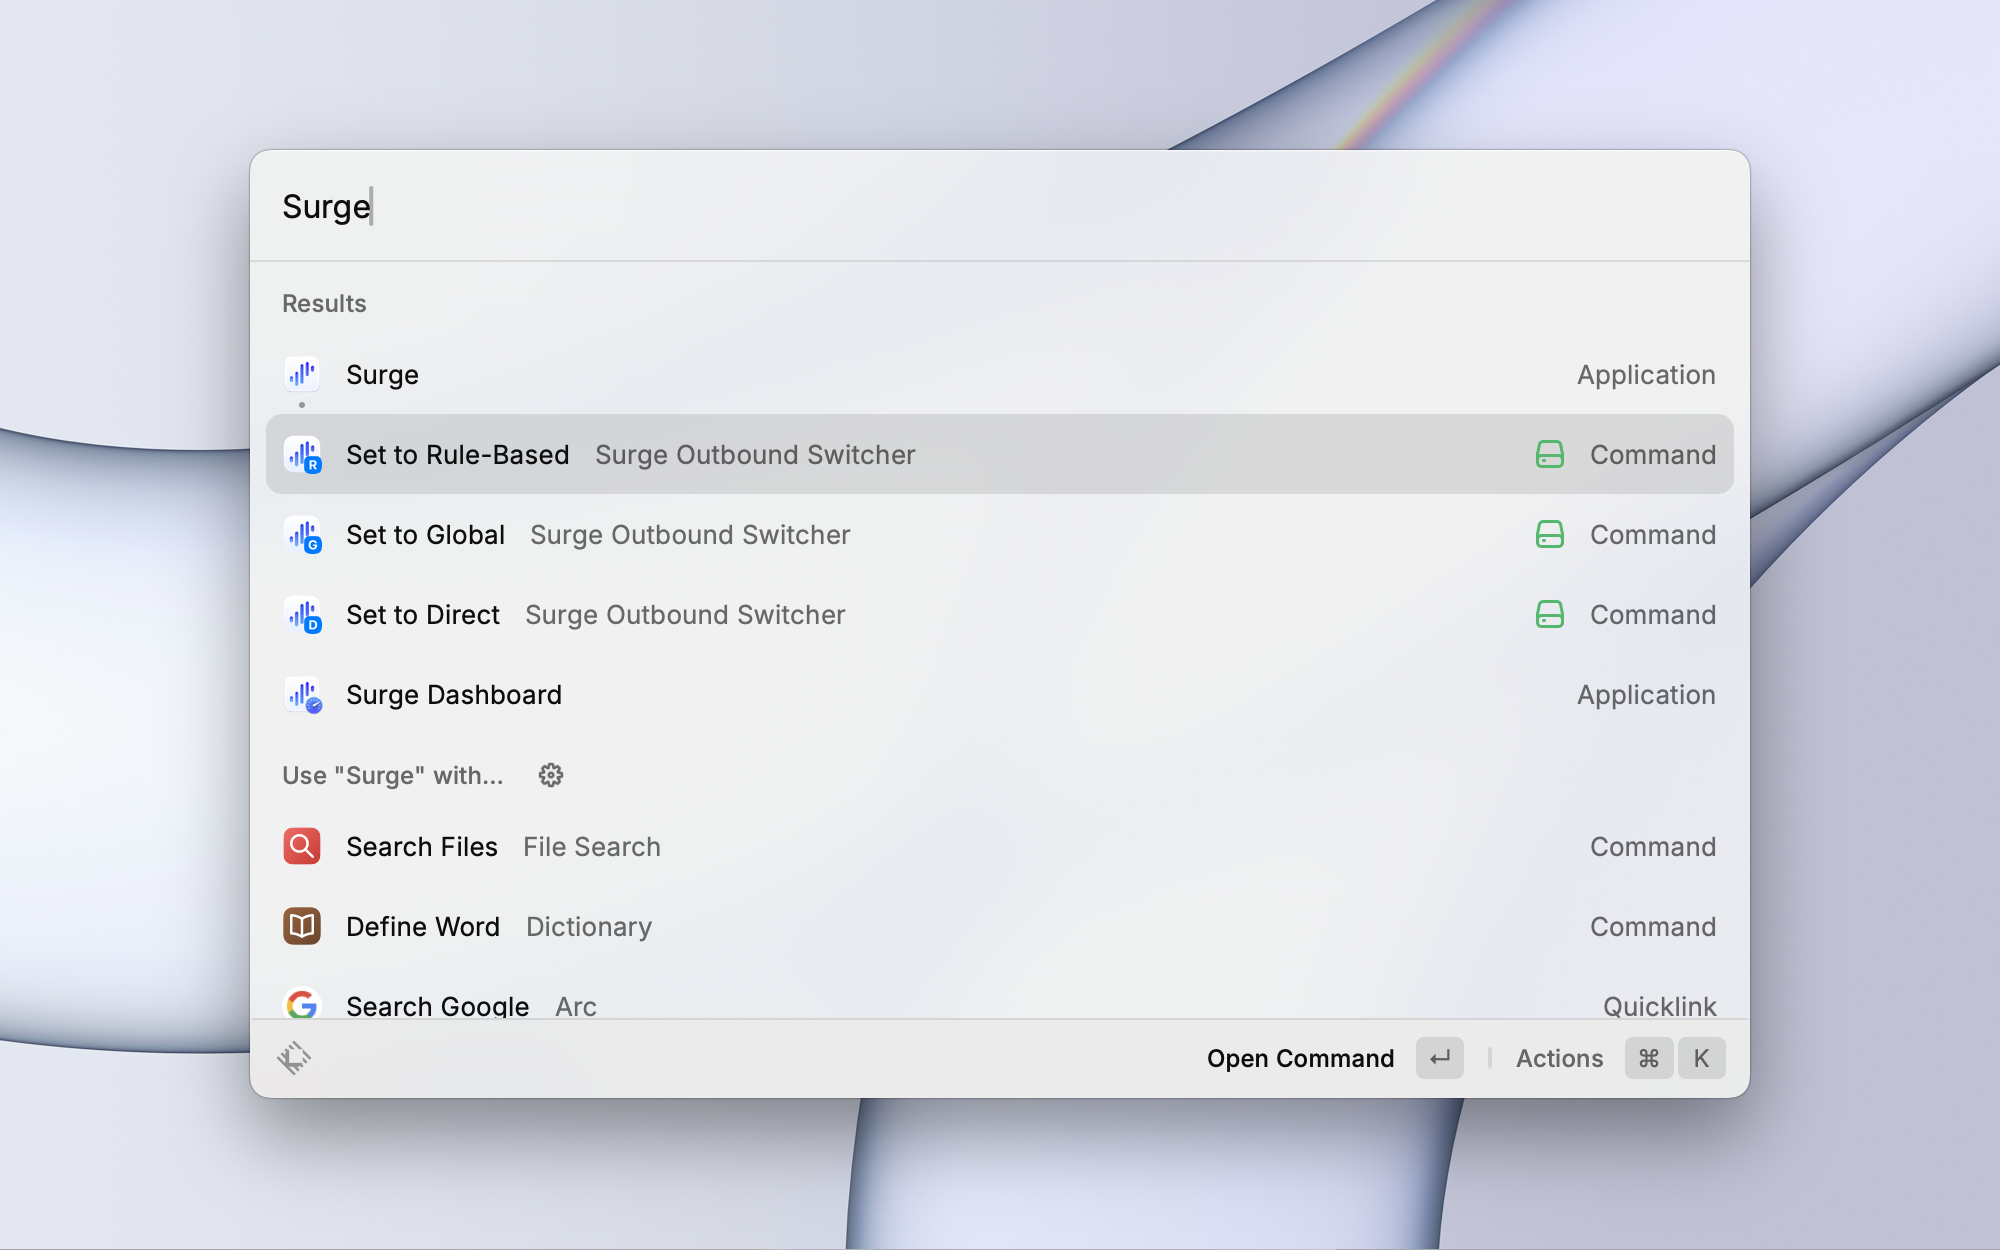 Surge
Results
Surge Application
R Set to Rule-Based Surge Outbound Switcher Command
G Set to Global Surge Outbound Switcher Command
D Set to Direct Surge Outbound Switcher Command
Surge Dashboard Application
Use "Surge" with...
Search Files File Search Command
Define Word Dictionary Command
Search Google Arc Quicklink
Open Command ↵ Actions ⌘ K